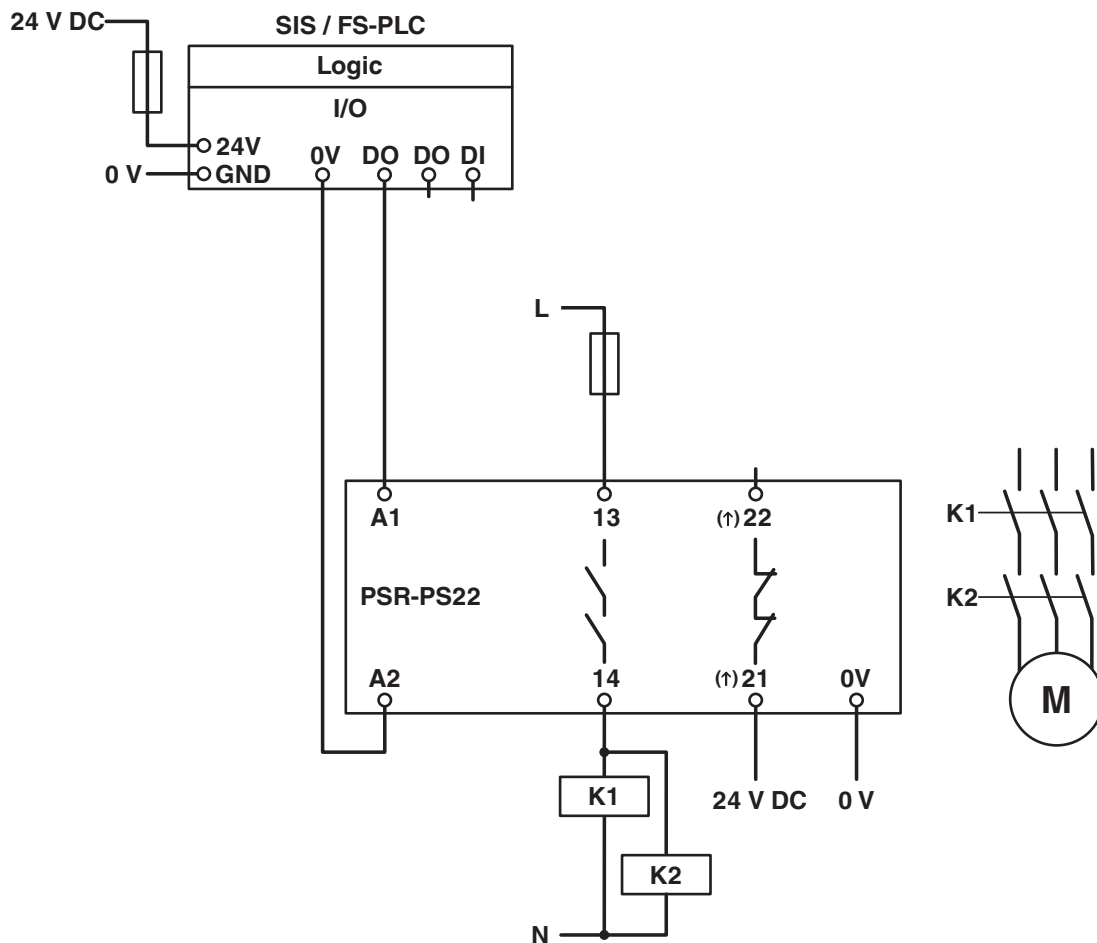 24 V DC
SIS / FS-PLC
Logic
I/O
24V
0V DO DO DI
0 V
GND
L
A1 13 (↑) 22
K1
PSR-PS22
K2
A2 14 (↑) 21 0V
M
K1
24 V DC 0 V
K2
N